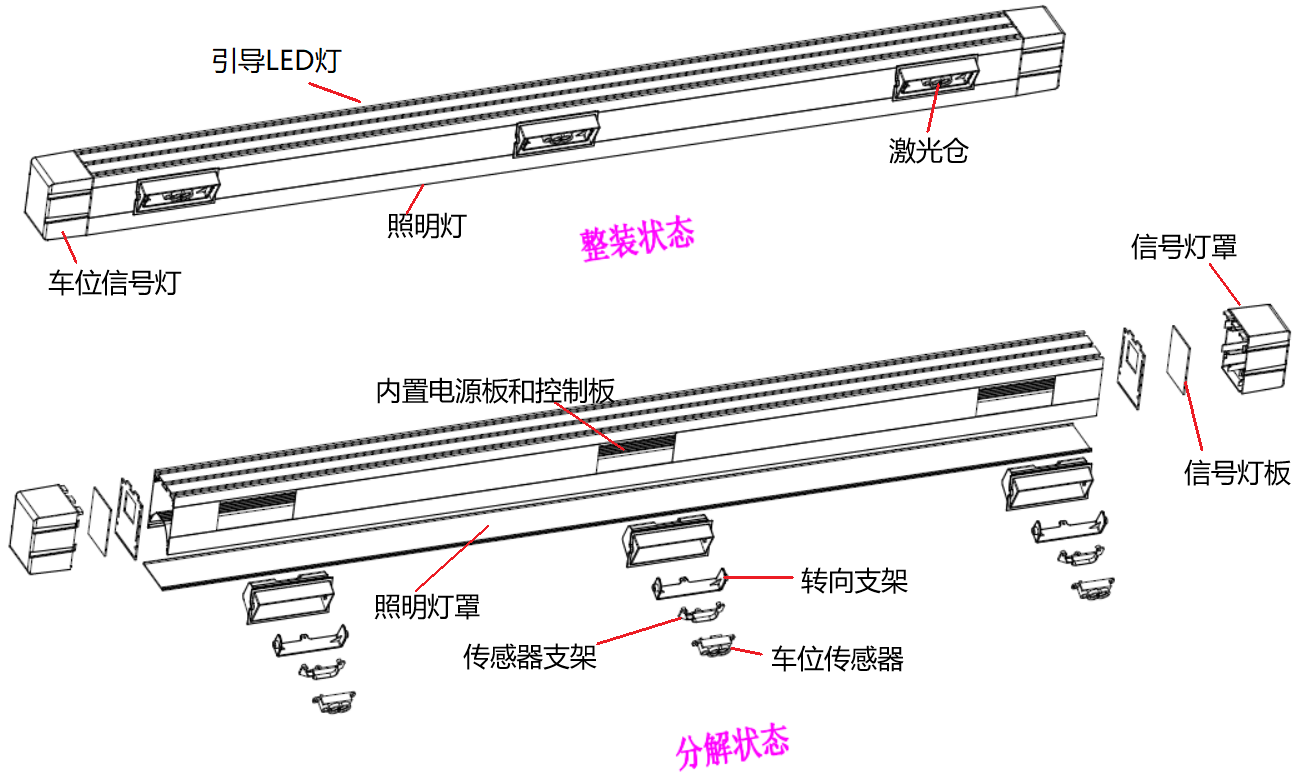 引导LED灯
激光仓
照明灯
整装状态
车位信号灯
信号灯罩
内置电源板和控制板
信号灯板
照明灯罩
转向支架
传感器支架
车位传感器
分解状态